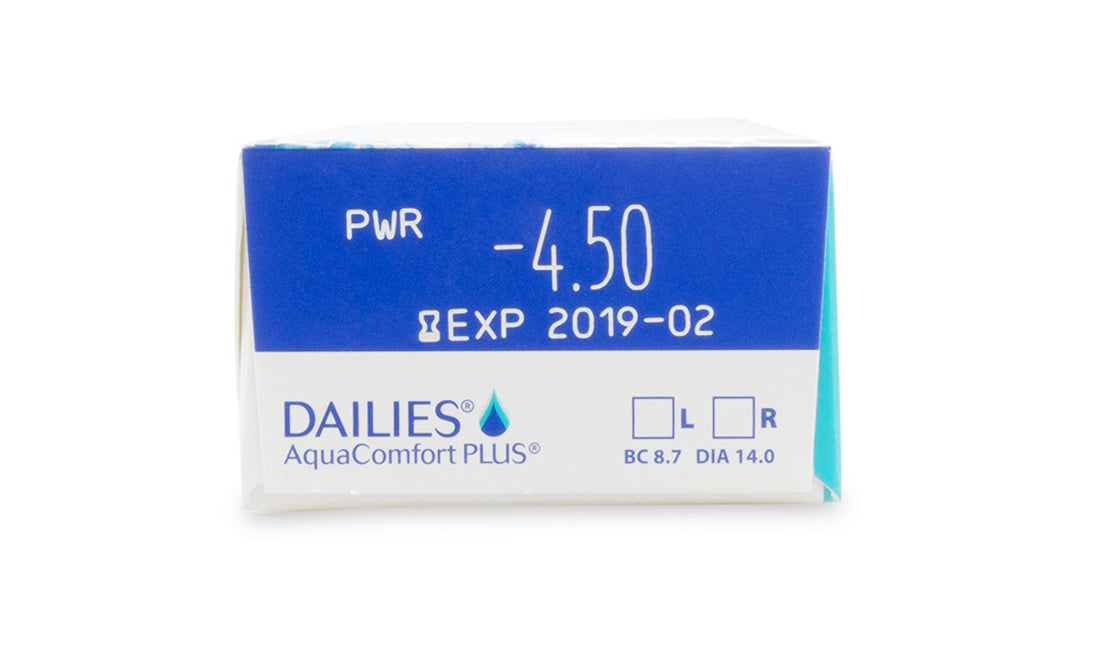 PWR -4.50
EXP 2019-02
DAILIES®
AquaComfort PLUS®
L R
BC 8.7 DIA 14.0